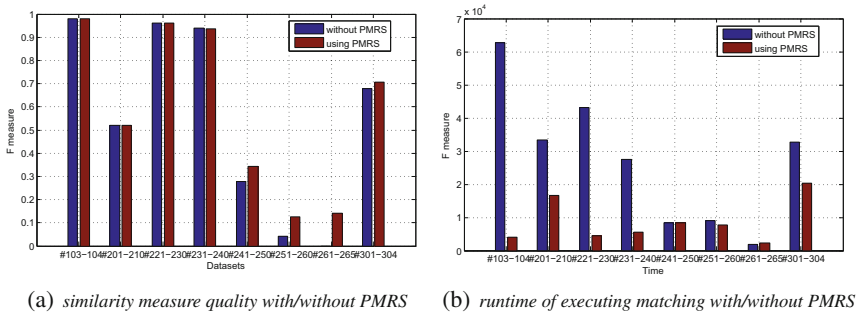 1
0.9
0.8
0.7
0.6
0.5
0.4
0.3
0.2
0.1
0
F measure
without PMRS
using PMRS
#103−104 #201−210 #221−230 #231−240 #241−250 #251−260 #261−265 #301−304
Datasets
(a) similarity measure quality with/without PMRS
x 10⁴
7
6
5
4
3
2
1
0
F measure
without PMRS
using PMRS
#103−104 #201−210 #221−230 #231−240 #241−250 #251−260 #261−265 #301−304
Time
(b) runtime of executing matching with/without PMRS